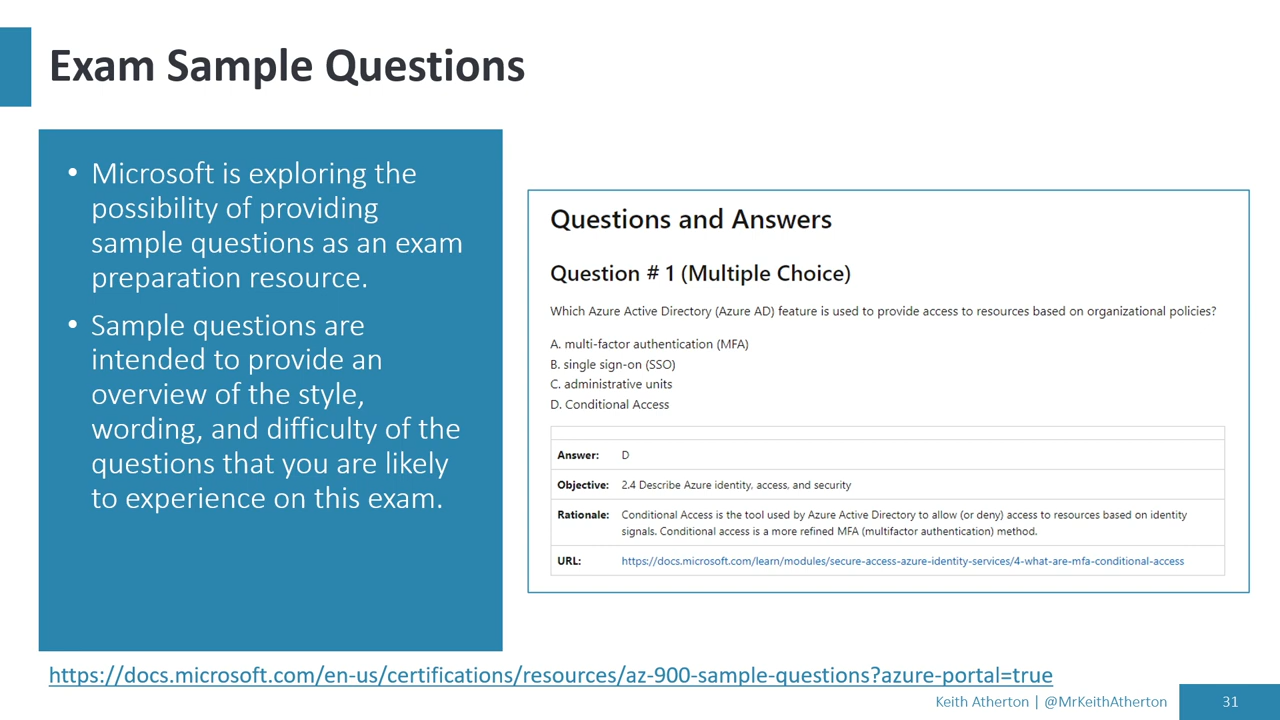 Exam Sample Questions
• Microsoft is exploring the
possibility of providing
sample questions as an exam
preparation resource.
• Sample questions are
intended to provide an
overview of the style,
wording, and difficulty of the
questions that you are likely
to experience on this exam.
Questions and Answers
Question # 1 (Multiple Choice)
Which Azure Active Directory (Azure AD) feature is used to provide access to resources based on organizational policies?
A. multi-factor authentication (MFA)
B. single sign-on (SSO)
C. administrative units
D. Conditional Access
Answer: D
Objective: 2.4 Describe Azure identity, access, and security
Rationale: Conditional Access is the tool used by Azure Active Directory to allow (or deny) access to resources based on identity
signals. Conditional access is a more refined MFA (multifactor authentication) method.
URL: https://docs.microsoft.com/learn/modules/secure-access-azure-identity-services/4-what-are-mfa-conditional-access
https://docs.microsoft.com/en-us/certifications/resources/az-900-sample-questions?azure-portal=true
Keith Atherton | @MrKeithAtherton 31